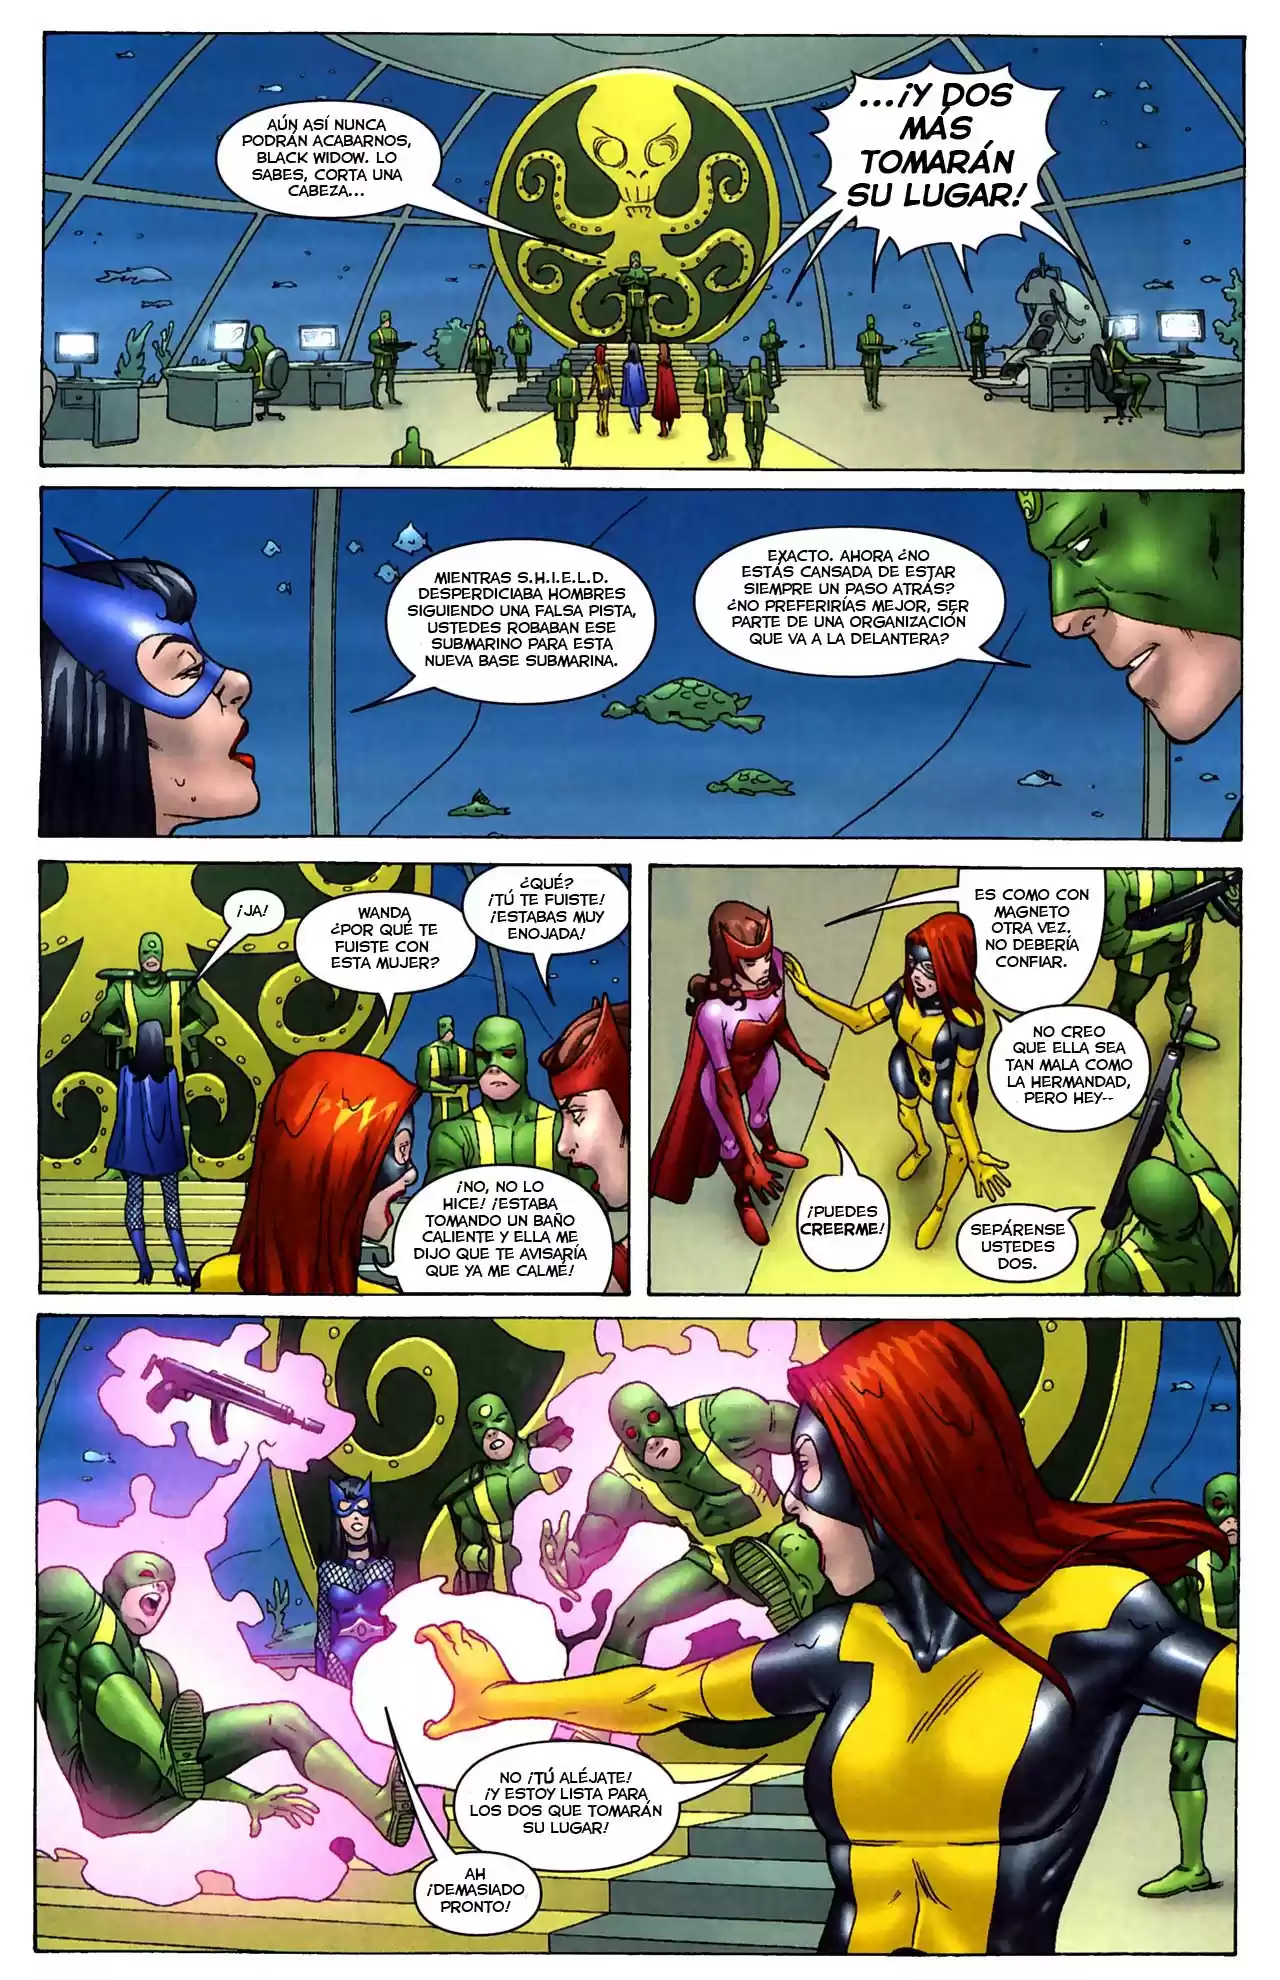 AÚN ASÍ NUNCA
PODRÁN ACABARNOS,
BLACK WIDOW. LO
SABES, CORTA UNA
CABEZA...
...¡Y DOS
MÁS
TOMARÁN
SU LUGAR!
MIENTRAS S.H.I.E.L.D.
DESPERDICIABA HOMBRES
SIGUIENDO UNA FALSA PISTA,
USTEDES ROBABAN ESE
SUBMARINO PARA ESTA
NUEVA BASE SUBMARINA.
EXACTO. AHORA ¿NO
ESTÁS CANSADA DE ESTAR
SIEMPRE UN PASO ATRÁS?
¿NO PREFERIRÍAS MEJOR, SER
PARTE DE UNA ORGANIZACIÓN
QUE VA A LA DELANTERA?
¡JA!
WANDA
¿POR QUÉ TE
FUISTE CON
ESTA MUJER?
¿QUÉ?
¡TÚ TE FUISTE!
¡ESTABAS MUY
ENOJADA!
¡NO, NO LO
HICE! ¡ESTABA
TOMANDO UN BAÑO
CALIENTE Y ELLA ME
DIJO QUE TE AVISARÍA
QUE YA ME CALMÉ!
ES COMO CON
MAGNETO
OTRA VEZ.
NO DEBERÍA
CONFIAR.
NO CREO
QUE ELLA SEA
TAN MALA COMO
LA HERMANDAD,
PERO HEY--
¡PUEDES
CREERME!
SEPÁRENSE
USTEDES
DOS.
NO ¡TÚ ALÉJATE!
¡Y ESTOY LISTA PARA
LOS DOS QUE TOMARÁN
SU LUGAR!
AH
¡DEMASIADO
PRONTO!